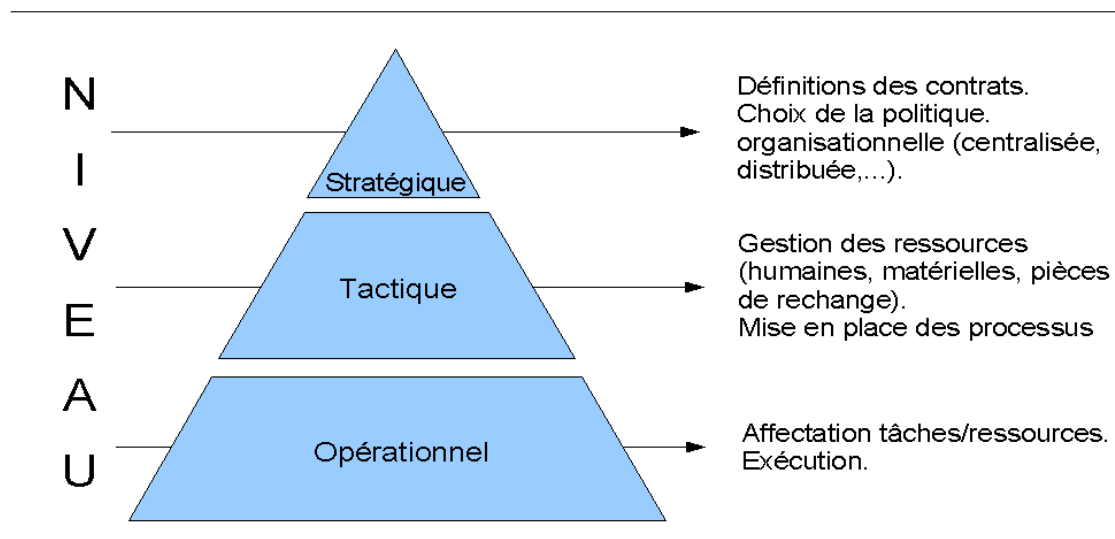 NIVEAU
Stratégique
Définitions des contrats.
Choix de la politique.
organisationnelle (centralisée,
distribuée,...).
Tactique
Gestion des ressources
(humaines, matérielles, pièces
de rechange).
Mise en place des processus
Opérationnel
Affectation tâches/ressources.
Exécution.